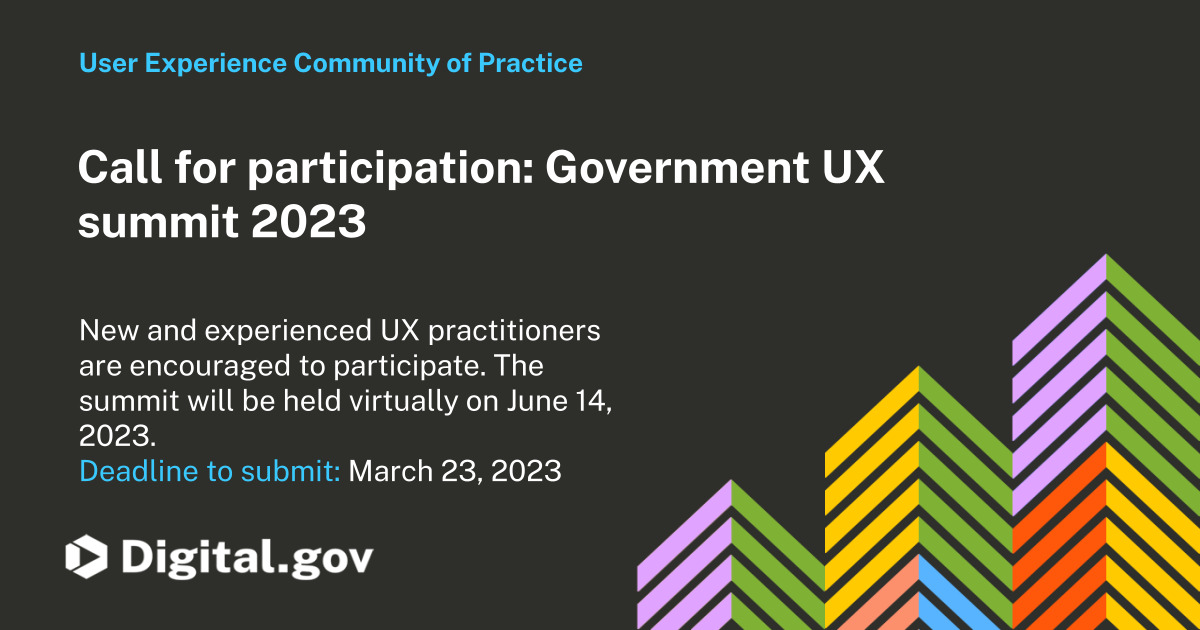 User Experience Community of Practice
Call for participation: Government UX
summit 2023
New and experienced UX practitioners
are encouraged to participate. The
summit will be held virtually on June 14,
2023.
Deadline to submit: March 23, 2023
Digital.gov